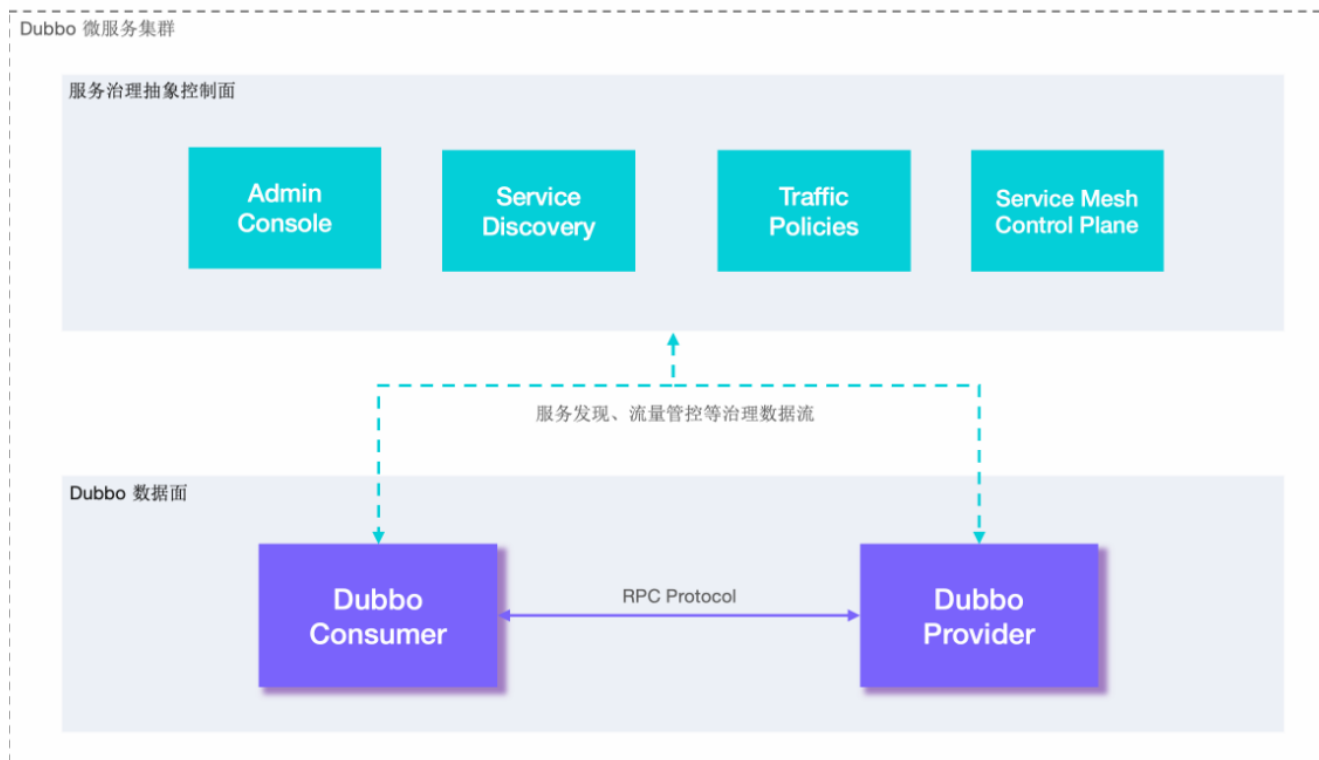 Dubbo 微服务集群
服务治理抽象控制面
Admin
Console
Service
Discovery
Traffic
Policies
Service Mesh
Control Plane
服务发现、流量管控等治理数据流
Dubbo 数据面
Dubbo
Consumer
RPC Protocol
Dubbo
Provider